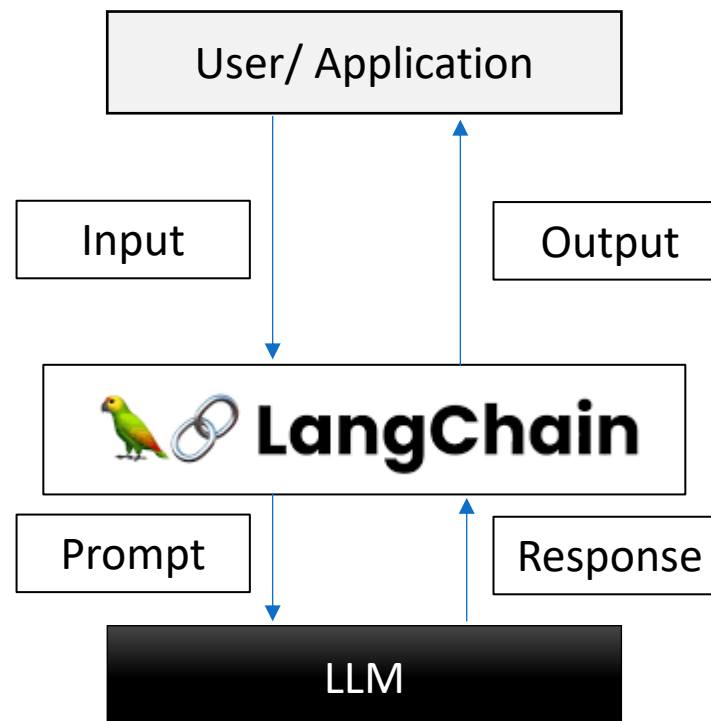 User/ Application
Input
Output
LangChain
Prompt
Response
LLM